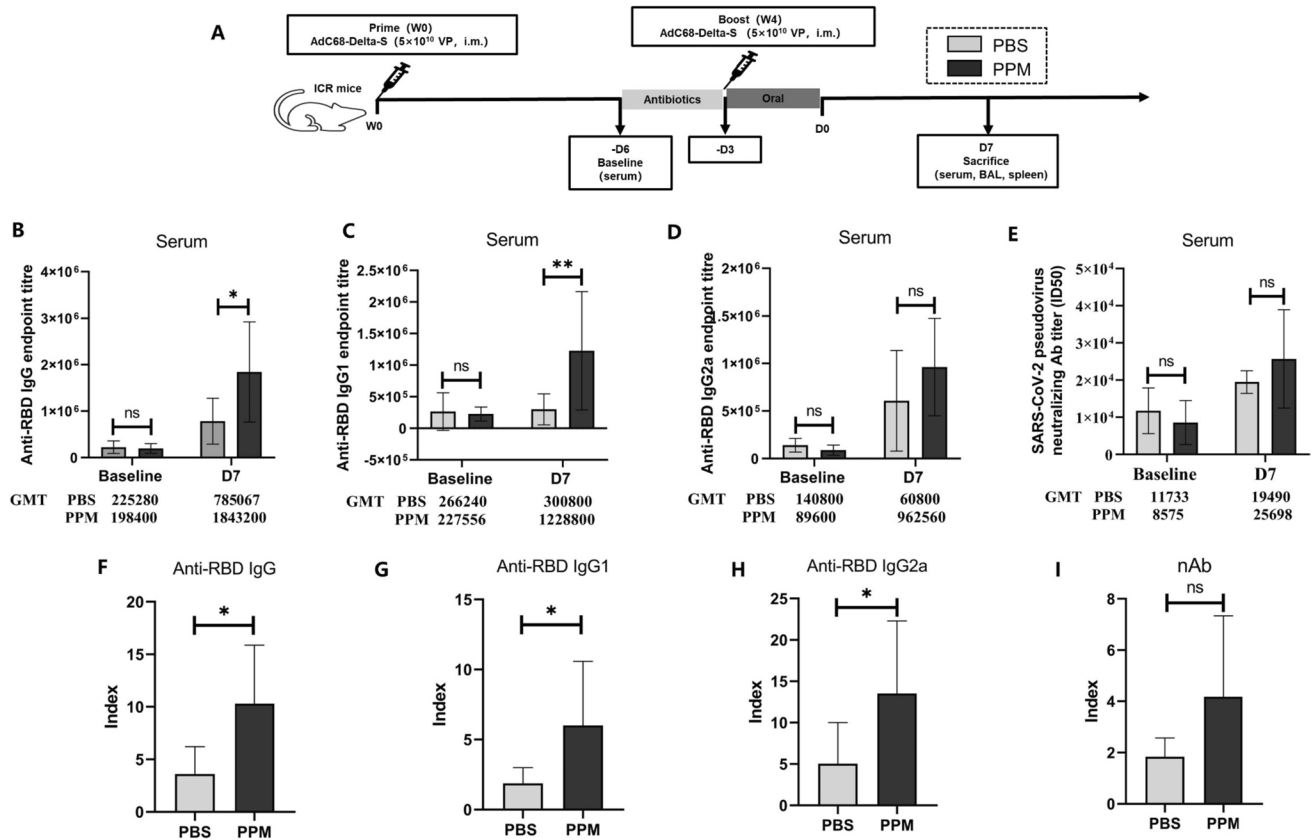 A
Prime (W0)
AdC68-Delta-S (5×10¹⁰ VP, i.m.)
Boost (W4)
AdC68-Delta-S (5×10¹⁰ VP, i.m.)
PBS
PPM
ICR mice
W0
Antibiotics
Oral
D0
-D6
Baseline
(serum)
-D3
D7
Sacrifice
(serum, BAL, spleen)
B
Serum
Anti-RBD IgG endpoint titre
4×10⁶
3×10⁶
2×10⁶
1×10⁶
0
ns
*
Baseline D7
GMT PBS 225280 785067
PPM 198400 1843200
C
Serum
Anti-RBD IgG1 endpoint titre
2.5×10⁶
2×10⁶
1.5×10⁶
1×10⁶
5×10⁵
0
-5×10⁵
ns
**
Baseline D7
GMT PBS 266240 300800
PPM 227556 1228800
D
Serum
Anti-RBD IgG2a endpoint titre
2×10⁶
1.5×10⁶
1×10⁶
5×10⁵
0
ns
ns
Baseline D7
GMT PBS 140800 60800
PPM 89600 962560
E
Serum
SARS-CoV-2 pseudovirus
neutralizing Ab titer (ID50)
5×10⁴
4×10⁴
3×10⁴
2×10⁴
1×10⁴
0
ns
ns
Baseline D7
GMT PBS 11733 19490
PPM 8575 25698
F
Anti-RBD IgG
Index
20
15
10
5
0
*
PBS PPM
G
Anti-RBD IgG1
Index
15
10
5
0
*
PBS PPM
H
Anti-RBD IgG2a
Index
25
20
15
10
5
0
*
PBS PPM
I
nAb
Index
8
6
4
2
0
ns
PBS PPM